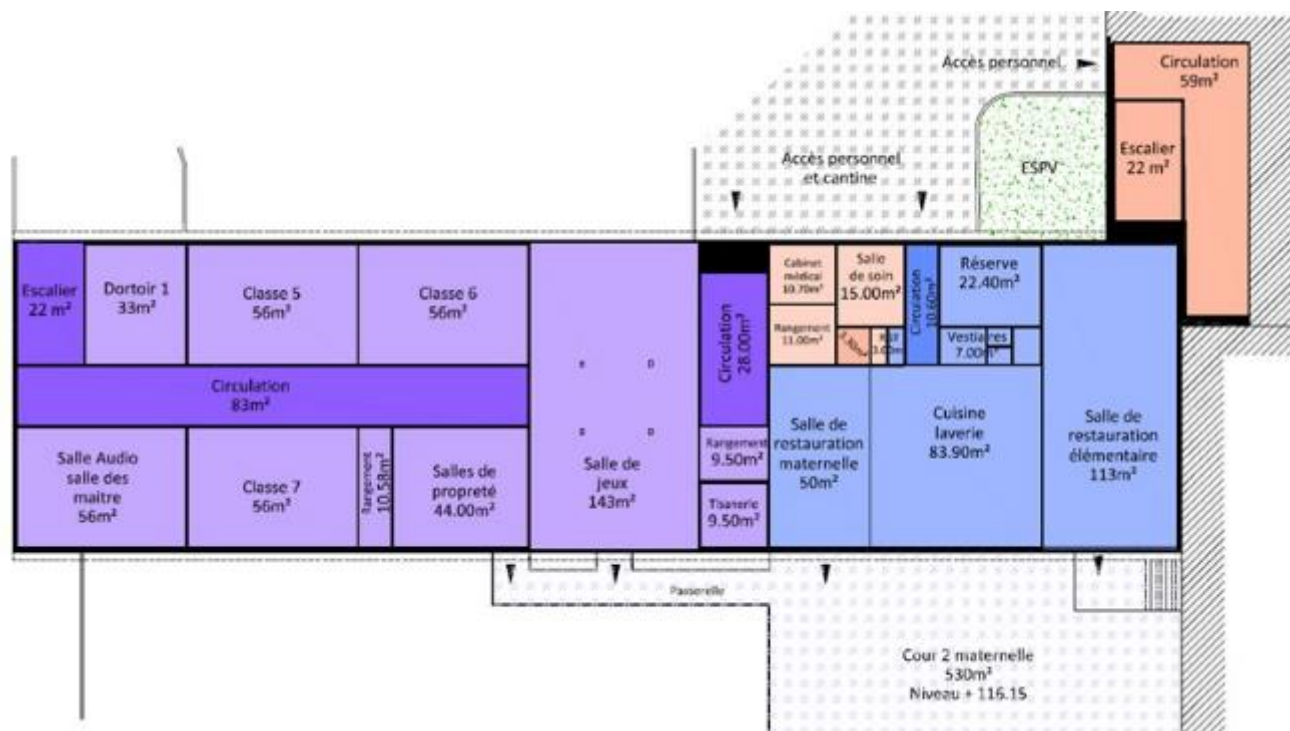 Accès personnel
Circulation
59m²
Escalier
22 m²
Accès personnel
et cantine
ESPV
Escalier
22 m²
Dortoir 1
33m²
Classe 5
56m²
Classe 6
56m²
Circulation
28.00m²
Cabinet
médical
10.70m²
Salle
de soin
15.00m²
Circulation
10.60m²
Réserve
22.40m²
Rangement
11.00m²
Vestiaires
7.00m²
Circulation
83m²
Salle Audio
salle des
maitre
56m²
Classe 7
56m²
Rangement
10.58m²
Salles de
propreté
44.00m²
Salle de
jeux
143m²
Rangement
9.50m²
Tisanerie
9.50m²
Salle de
restauration
maternelle
50m²
Cuisine
laverie
83.90m²
Salle de
restauration
élémentaire
113m²
Passerelle
Cour 2 maternelle
530m²
Niveau + 116.15